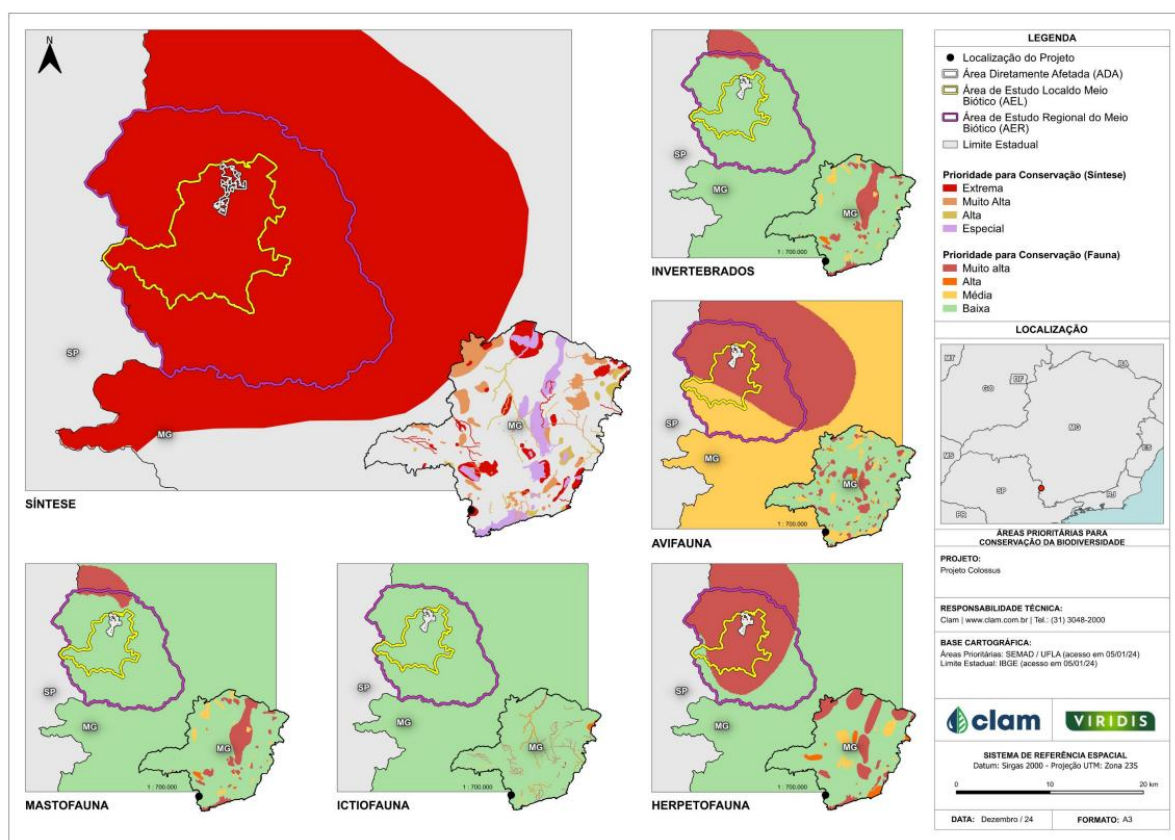 N
SP
MG
MG
SÍNTESE
SP
MG
MG
1 : 700.000
INVERTEBRADOS
SP
MG
MG
1 : 700.000
AVIFAUNA
SP
MG
MG
1 : 700.000
MASTOFAUNA
SP
MG
MG
1 : 700.000
ICTIOFAUNA
SP
MG
MG
1 : 700.000
HERPETOFAUNA
LEGENDA
Localização do Projeto
Área Diretamente Afetada (ADA)
Área de Estudo Localdo Meio
Biótico (AEL)
Área de Estudo Regional do Meio
Biótico (AER)
Limite Estadual
Prioridade para Conservação (Síntese)
Extrema
Muito Alta
Alta
Especial
Prioridade para Conservação (Fauna)
Muito alta
Alta
Média
Baixa
LOCALIZAÇÃO
MT
BA
DF
GO
MG
MS
ES
SP
RJ
PR
ÁREAS PRIORITÁRIAS PARA
CONSERVAÇÃO DA BIODIVERSIDADE
PROJETO:
Projeto Colossus
RESPONSABILIDADE TÉCNICA:
Clam | www.clam.com.br | Tel.: (31) 3048-2000
BASE CARTOGRÁFICA:
Áreas Prioritárias: SEMAD / UFLA (acesso em 05/01/24)
Limite Estadual: IBGE (acesso em 05/01/24)
clam
VIRIDIS
SISTEMA DE REFERÊNCIA ESPACIAL
Datum: Sirgas 2000 - Projeção UTM: Zona 23S
0 10 20 km
DATA: Dezembro / 24 FORMATO: A3